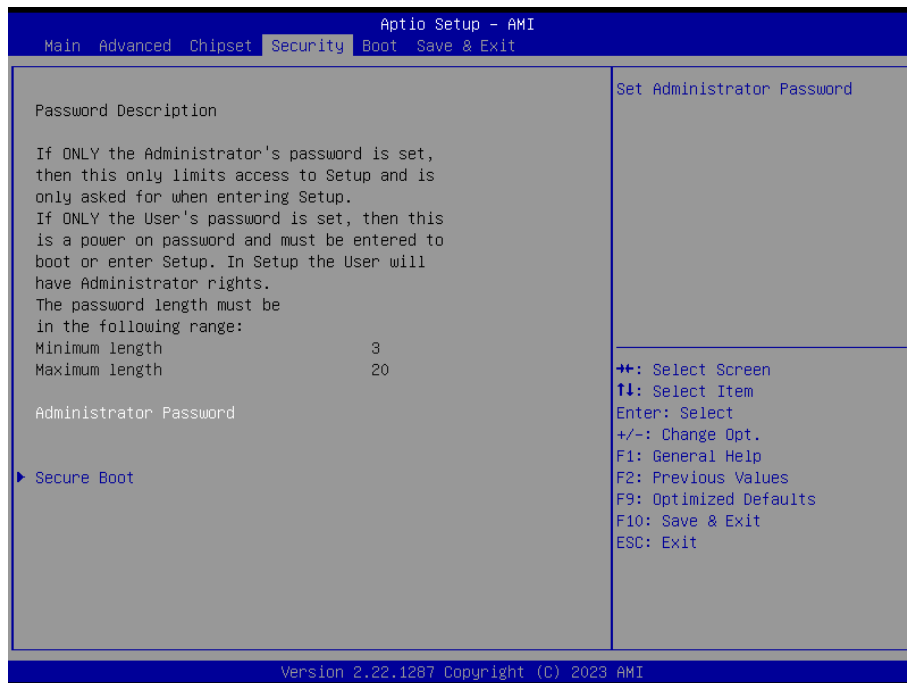 Aptio Setup – AMI
Main Advanced Chipset Security Boot Save & Exit
Password Description
If ONLY the Administrator's password is set,
then this only limits access to Setup and is
only asked for when entering Setup.
If ONLY the User's password is set, then this
is a power on password and must be entered to
boot or enter Setup. In Setup the User will
have Administrator rights.
The password length must be
in the following range:
Minimum length 3
Maximum length 20
Administrator Password
Secure Boot
Set Administrator Password
→←: Select Screen
↑↓: Select Item
Enter: Select
+/-: Change Opt.
F1: General Help
F2: Previous Values
F9: Optimized Defaults
F10: Save & Exit
ESC: Exit
Version 2.22.1287 Copyright (C) 2023 AMI